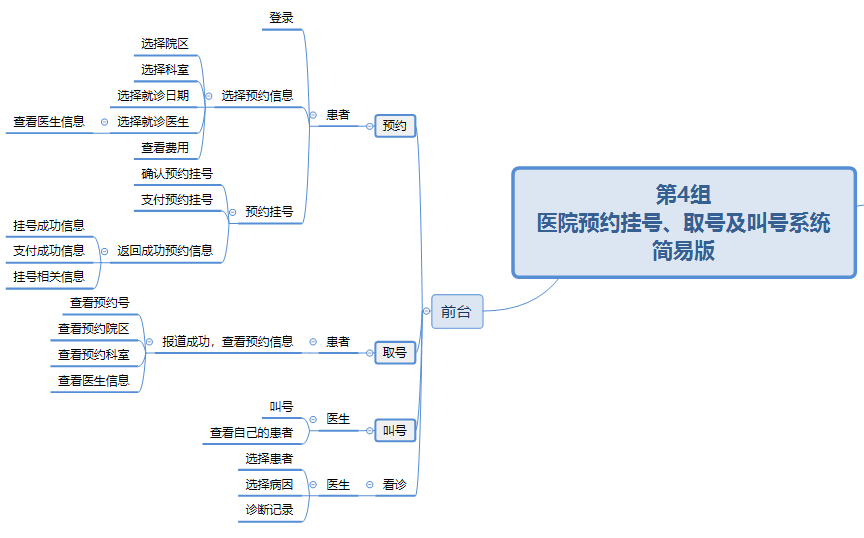 第4组
医院预约挂号、取号及叫号系统
简易版
前台
预约
患者
登录
选择预约信息
选择院区
选择科室
选择就诊日期
选择就诊医生
查看医生信息
查看费用
预约挂号
确认预约挂号
支付预约挂号
返回成功预约信息
挂号成功信息
支付成功信息
挂号相关信息
取号
患者
报道成功，查看预约信息
查看预约号
查看预约院区
查看预约科室
查看医生信息
叫号
医生
叫号
查看自己的患者
看诊
医生
选择患者
选择病因
诊断记录